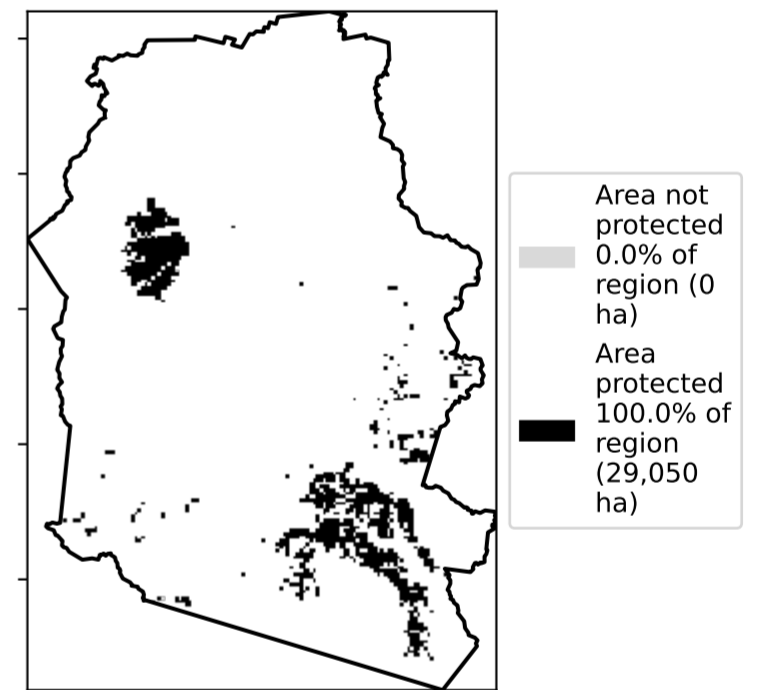 Area not
protected
0.0% of
region (0
ha)
Area
protected
100.0% of
region
(29,050
ha)